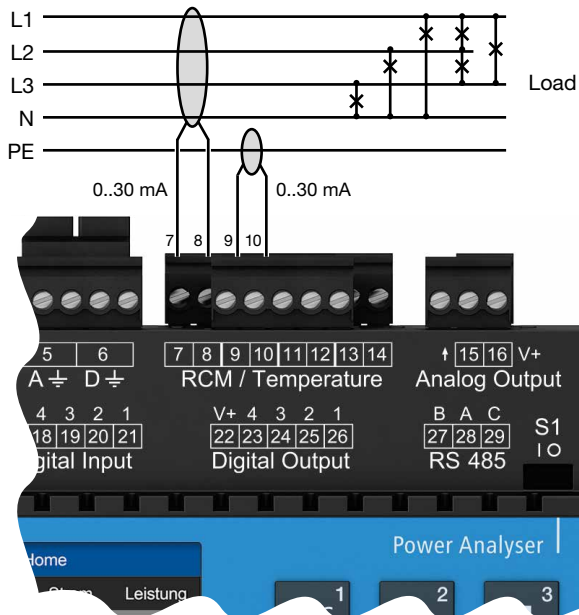 L1
L2
L3
Load
N
PE
0..30 mA
0..30 mA
7 8 9 10
5 6
7 8 9 10 11 12 13 14
15 16 V+
A D
RCM / Temperature
Analog Output
4 3 2 1
V+ 4 3 2 1
B A C
S1
18 19 20 21
22 23 24 25 26
27 28 29
I O
gital Input
Digital Output
RS 485
Power Analyser
Home
Strom
Leistung
1
2
3